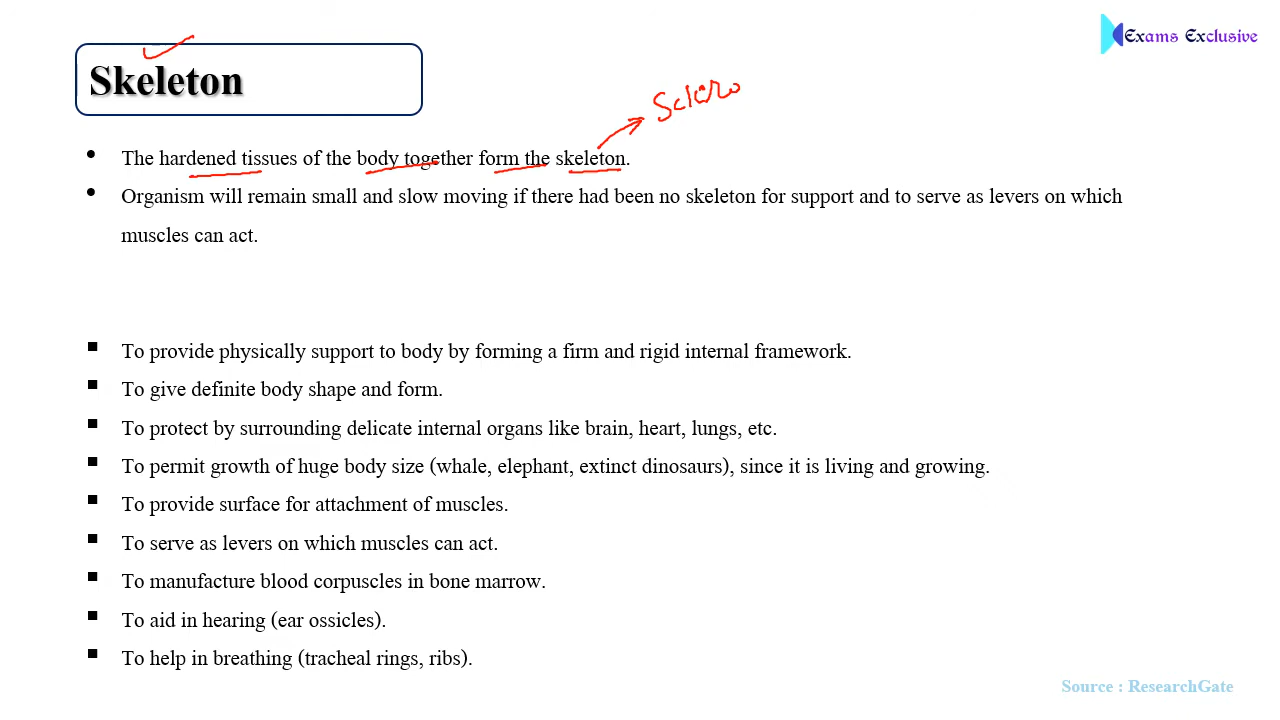 Exams Exclusive
Skeleton
Sclero
• The hardened tissues of the body together form the skeleton.
• Organism will remain small and slow moving if there had been no skeleton for support and to serve as levers on which
muscles can act.
▪ To provide physically support to body by forming a firm and rigid internal framework.
▪ To give definite body shape and form.
▪ To protect by surrounding delicate internal organs like brain, heart, lungs, etc.
▪ To permit growth of huge body size (whale, elephant, extinct dinosaurs), since it is living and growing.
▪ To provide surface for attachment of muscles.
▪ To serve as levers on which muscles can act.
▪ To manufacture blood corpuscles in bone marrow.
▪ To aid in hearing (ear ossicles).
▪ To help in breathing (tracheal rings, ribs).
Source : ResearchGate